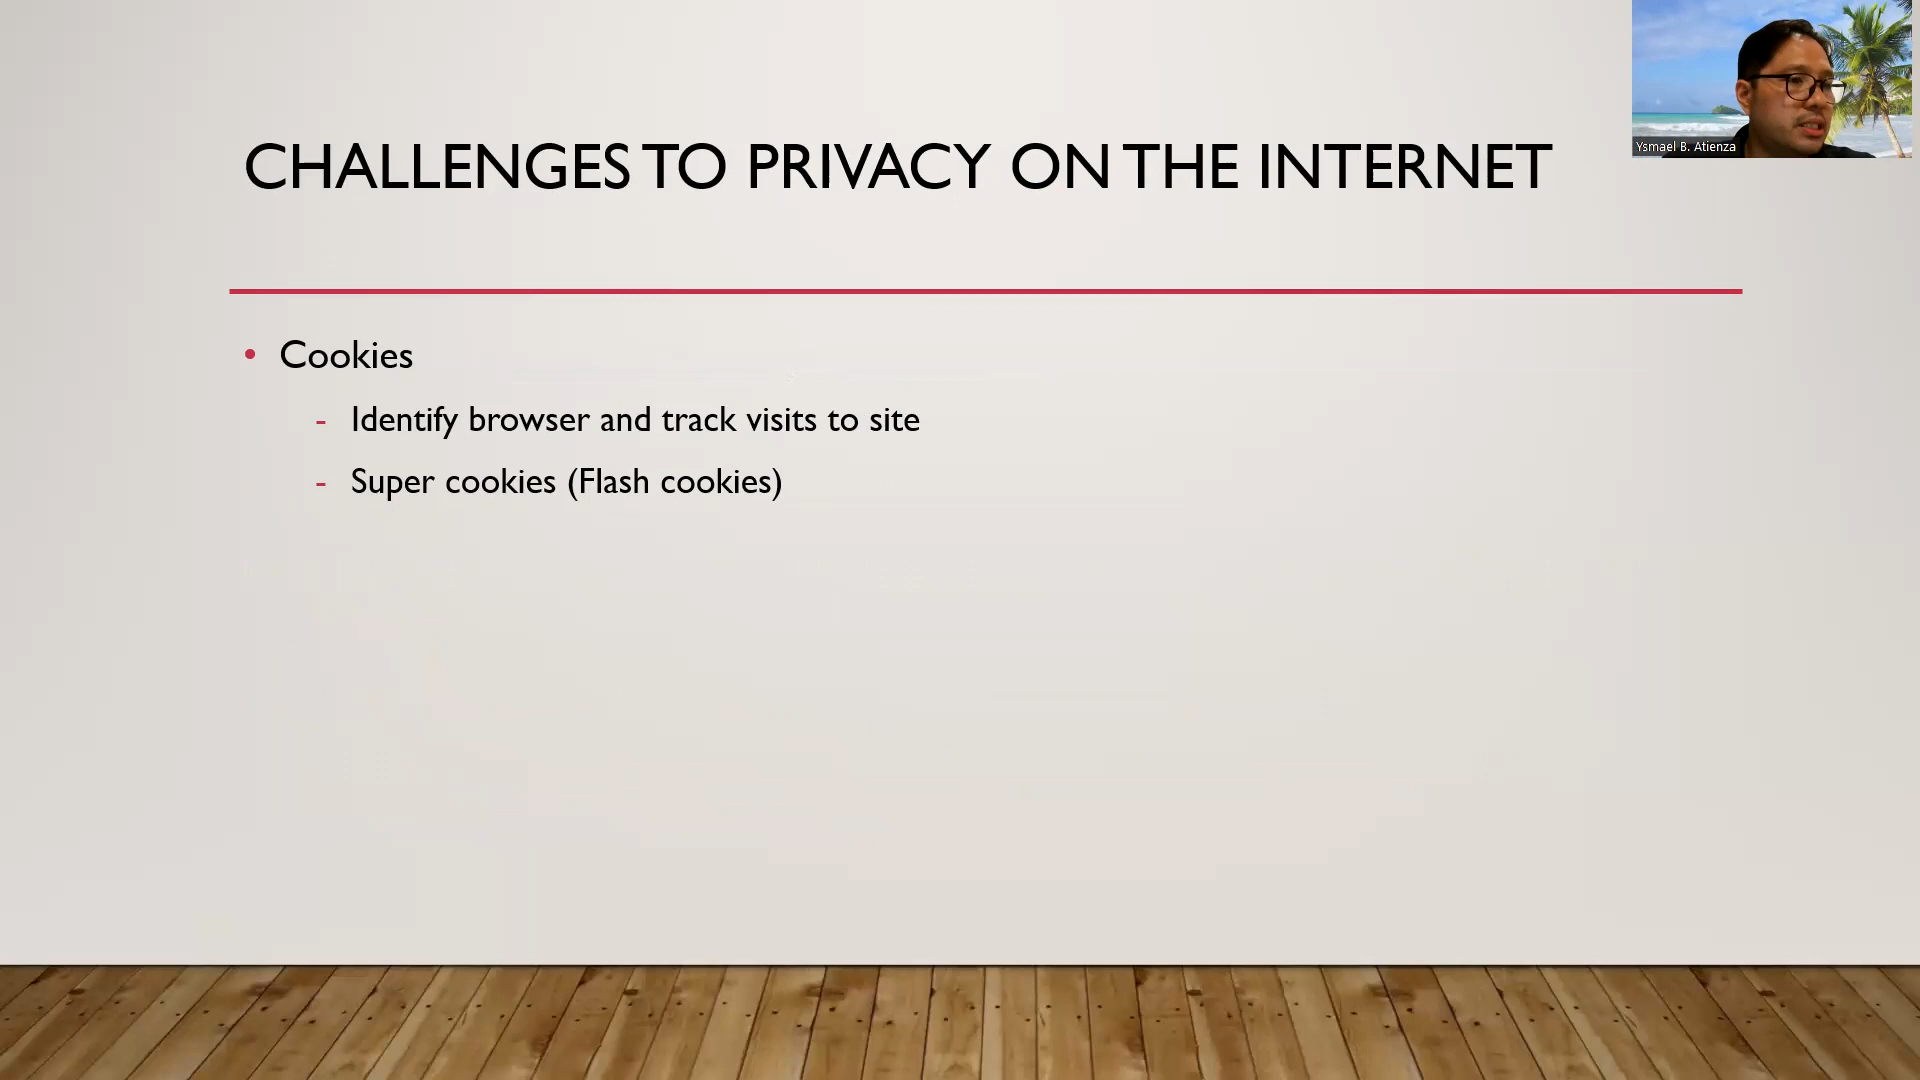 CHALLENGES TO PRIVACY ON THE INTERNET
Ysmael B. Atienza
• Cookies
- Identify browser and track visits to site
- Super cookies (Flash cookies)